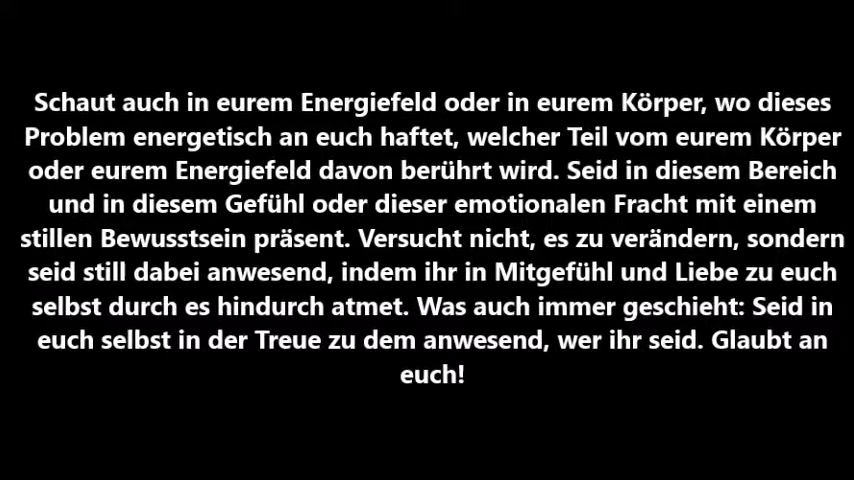 Schaut auch in eurem Energiefeld oder in eurem Körper, wo dieses
Problem energetisch an euch haftet, welcher Teil vom eurem Körper
oder eurem Energiefeld davon berührt wird. Seid in diesem Bereich
und in diesem Gefühl oder dieser emotionalen Fracht mit einem
stillen Bewusstsein präsent. Versucht nicht, es zu verändern, sondern
seid still dabei anwesend, indem ihr in Mitgefühl und Liebe zu euch
selbst durch es hindurch atmet. Was auch immer geschieht: Seid in
euch selbst in der Treue zu dem anwesend, wer ihr seid. Glaubt an
euch!